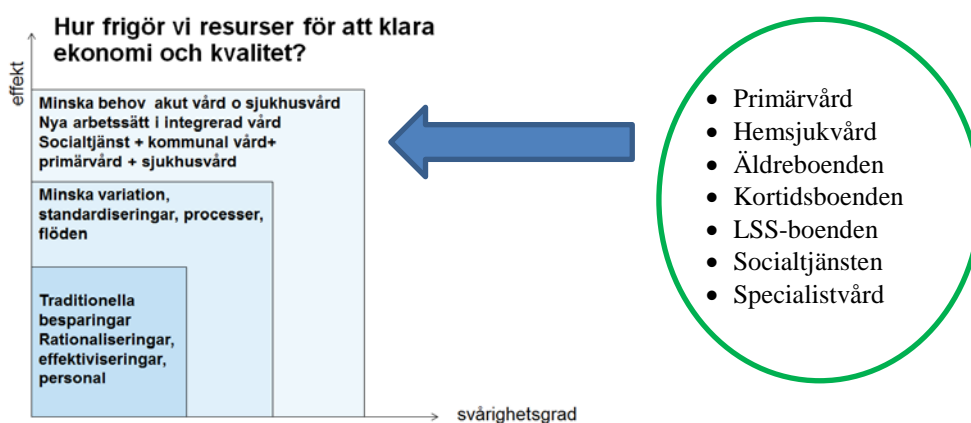 Hur frigör vi resurser för att klara
ekonomi och kvalitet?
effekt
Minska behov akut vård o sjukhusvård
Nya arbetssätt i integrerad vård
Socialtjänst + kommunal vård+
primärvård + sjukhusvård
Minska variation,
standardiseringar, processer,
flöden
Traditionella
besparingar
Rationaliseringar,
effektiviseringar,
personal
svårighetsgrad
• Primärvård
• Hemsjukvård
• Äldreboenden
• Kortidsboenden
• LSS-boenden
• Socialtjänsten
• Specialistvård